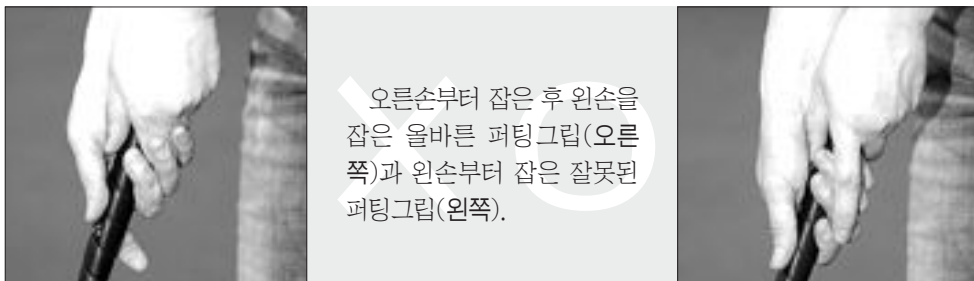 오른손부터 잡은 후 왼손을
잡은 올바른 퍼팅그립(오른
쪽)과 왼손부터 잡은 잘못된
퍼팅그립(왼쪽).